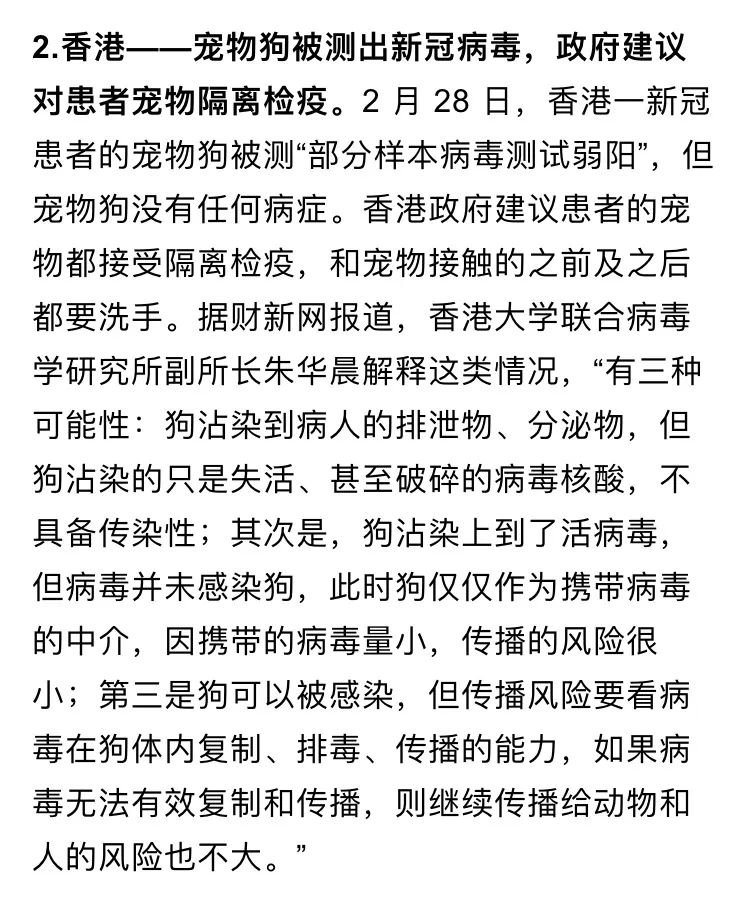 2.香港——宠物狗被测出新冠病毒，政府建议
对患者宠物隔离检疫。2 月 28 日，香港一新冠
患者的宠物狗被测“部分样本病毒测试弱阳”，但
宠物狗没有任何病症。香港政府建议患者的宠
物都接受隔离检疫，和宠物接触的之前及之后
都要洗手。据财新网报道，香港大学联合病毒
学研究所副所长朱华晨解释这类情况，“有三种
可能性：狗沾染到病人的排泄物、分泌物，但
狗沾染的只是失活、甚至破碎的病毒核酸，不
具备传染性；其次是，狗沾染上到了活病毒，
但病毒并未感染狗，此时狗仅仅作为携带病毒
的中介，因携带的病毒量小，传播的风险很
小；第三是狗可以被感染，但传播风险要看病
毒在狗体内复制、排毒、传播的能力，如果病
毒无法有效复制和传播，则继续传播给动物和
人的风险也不大。”